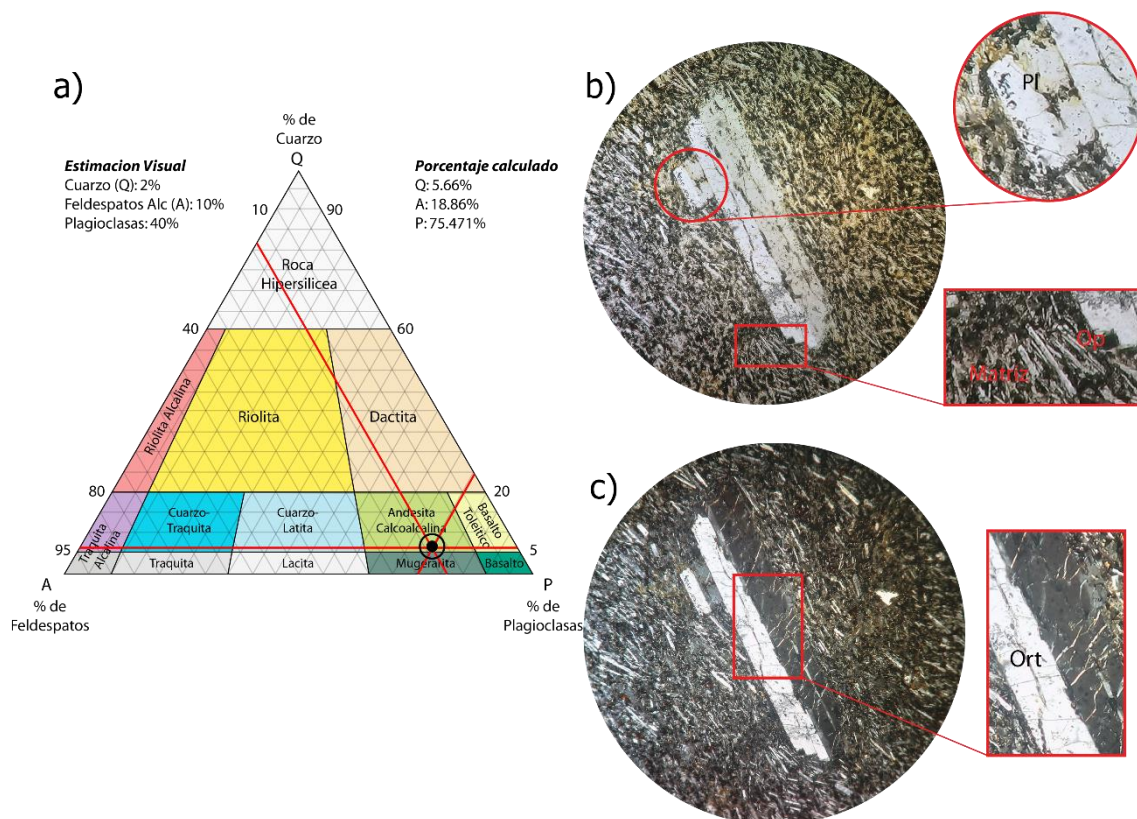 a)
% de
Cuarzo
Q
Estimacion Visual
Cuarzo (Q): 2%
Feldespatos Alc (A): 10%
Plagioclasas: 40%
Porcentaje calculado
Q: 5.66%
A: 18.86%
P: 75.471%
10
90
Roca
Hipersilicea
40
60
Riolita Alcalina
Riolita
Dactita
80
20
Traquita
Alcalina
Cuarzo-
Traquita
Cuarzo-
Latita
Andesita
Calcoalcalina
Basalto
Toleitico
95
5
Traquita
Lacita
Mugeraiita
Basalto
A
% de
Feldespatos
P
% de
Plagioclasas
b)
Pl
Op
Matriz
c)
Ort